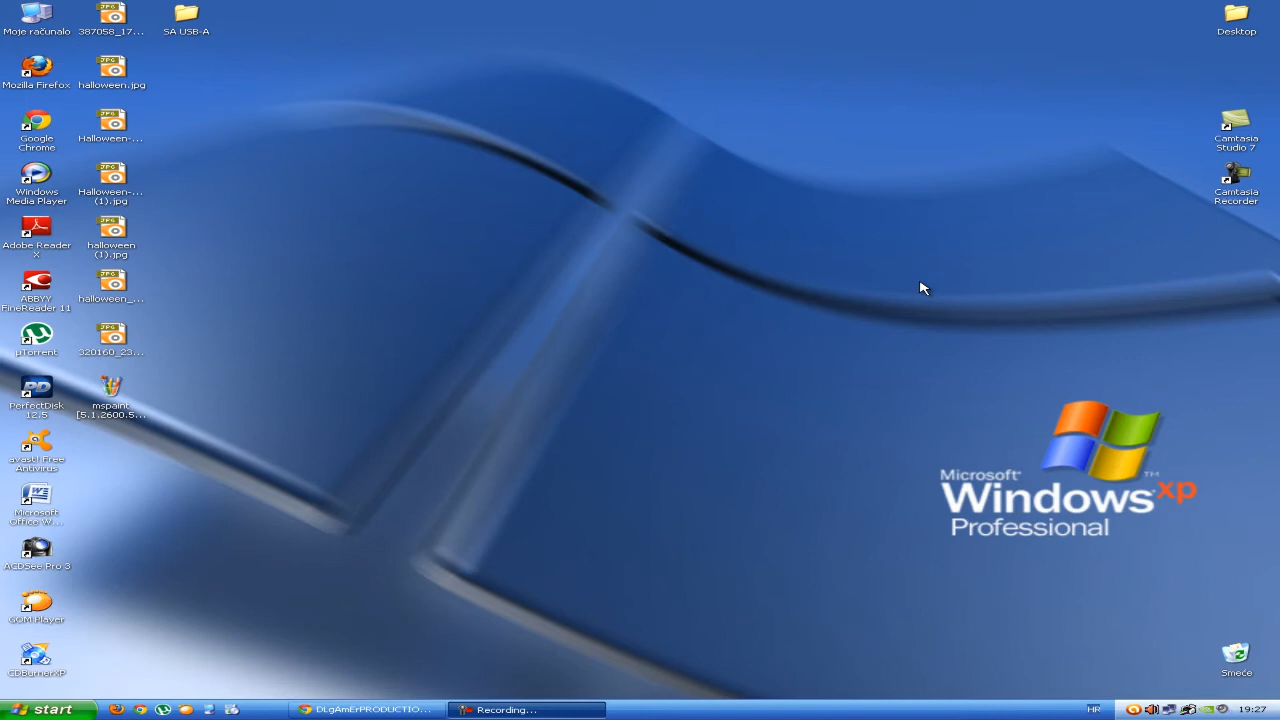 Moje računalo
387058_17...
SA USB-A
Desktop
Mozilla Firefox
halloween.jpg
Google
Chrome
Halloween-...
Camtasia
Studio 7
Windows
Media Player
Halloween-...
(1).jpg
Camtasia
Recorder
Adobe Reader
X
halloween
(1).jpg
ABBYY
FineReader 11
halloween_...
µTorrent
320160_23...
PerfectDisk
12.5
mspaint
[5.1.2600.5...
avast! Free
Antivirus
Microsoft
Office W...
Microsoft
Windows xp
TM
Professional
ACDSee Pro 3
GOM Player
CDBurnerXP
Smeće
start
DLgAmErPRODUCTIO...
Recording...
HR
19:27